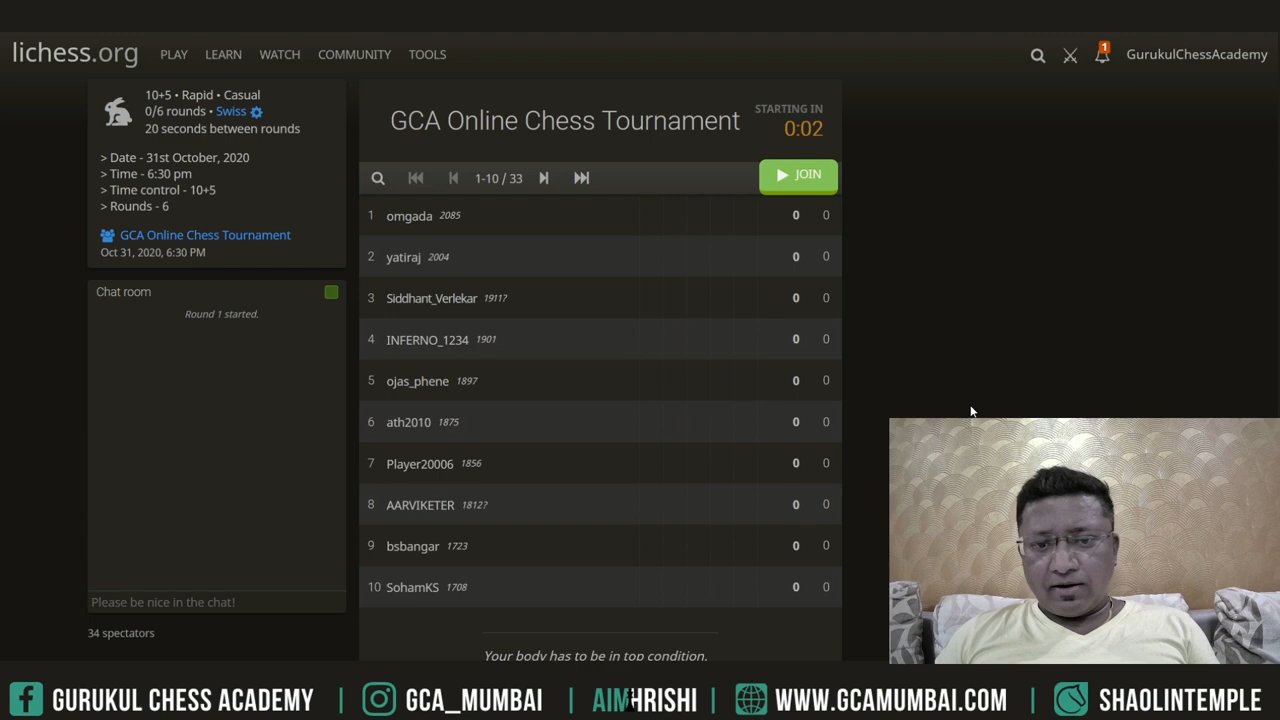 lichess.org PLAY LEARN WATCH COMMUNITY TOOLS 1 GurukulChessAcademy
10+5 • Rapid • Casual
0/6 rounds • Swiss
20 seconds between rounds
> Date - 31st October, 2020
> Time - 6:30 pm
> Time control - 10+5
> Rounds - 6
GCA Online Chess Tournament
Oct 31, 2020, 6:30 PM
Chat room
Round 1 started.
Please be nice in the chat!
34 spectators
GCA Online Chess Tournament
STARTING IN
0:02
1-10 / 33
JOIN
1 omgada 2085 0 0
2 yatiraj 2004 0 0
3 Siddhant_Verlekar 1911? 0 0
4 INFERNO_1234 1901 0 0
5 ojas_phene 1897 0 0
6 ath2010 1875 0 0
7 Player20006 1856 0 0
8 AARVIKETER 1812? 0 0
9 bsbangar 1723 0 0
10 SohamKS 1708 0 0
Your body has to be in top condition.
GURUKUL CHESS ACADEMY | GCA_MUMBAI | | WWW.GCAMUMBAI.COM | SHAOLINTEMPLE